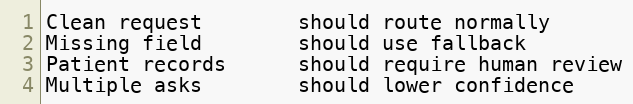 1 Clean request        should route normally
2 Missing field        should use fallback
3 Patient records      should require human review
4 Multiple asks        should lower confidence